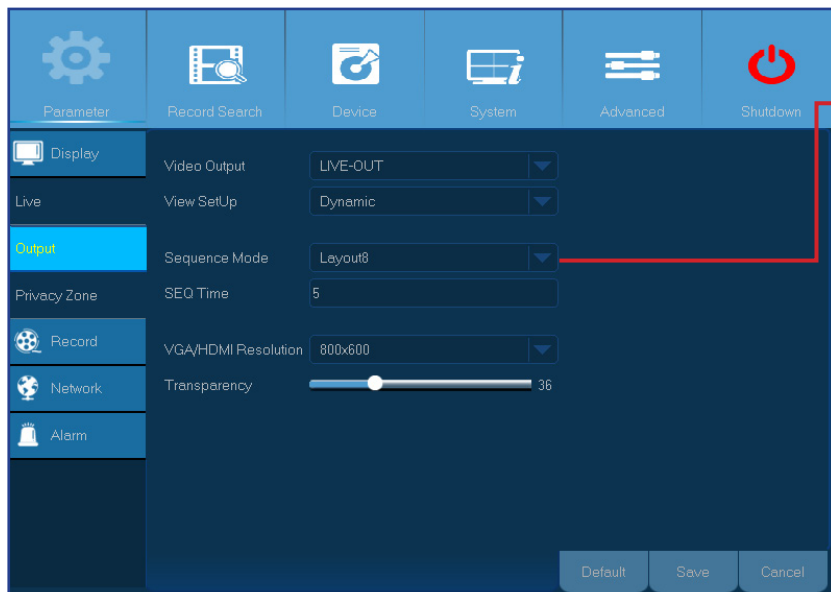 Parameter Record Search Device System Advanced Shutdown
Display
Live
Output
Privacy Zone
Record
Network
Alarm
Video Output LIVE-OUT
View SetUp Dynamic
Sequence Mode Layout8
SEQ Time 5
VGA/HDMI Resolution 800x600
Transparency 36
Default Save Cancel